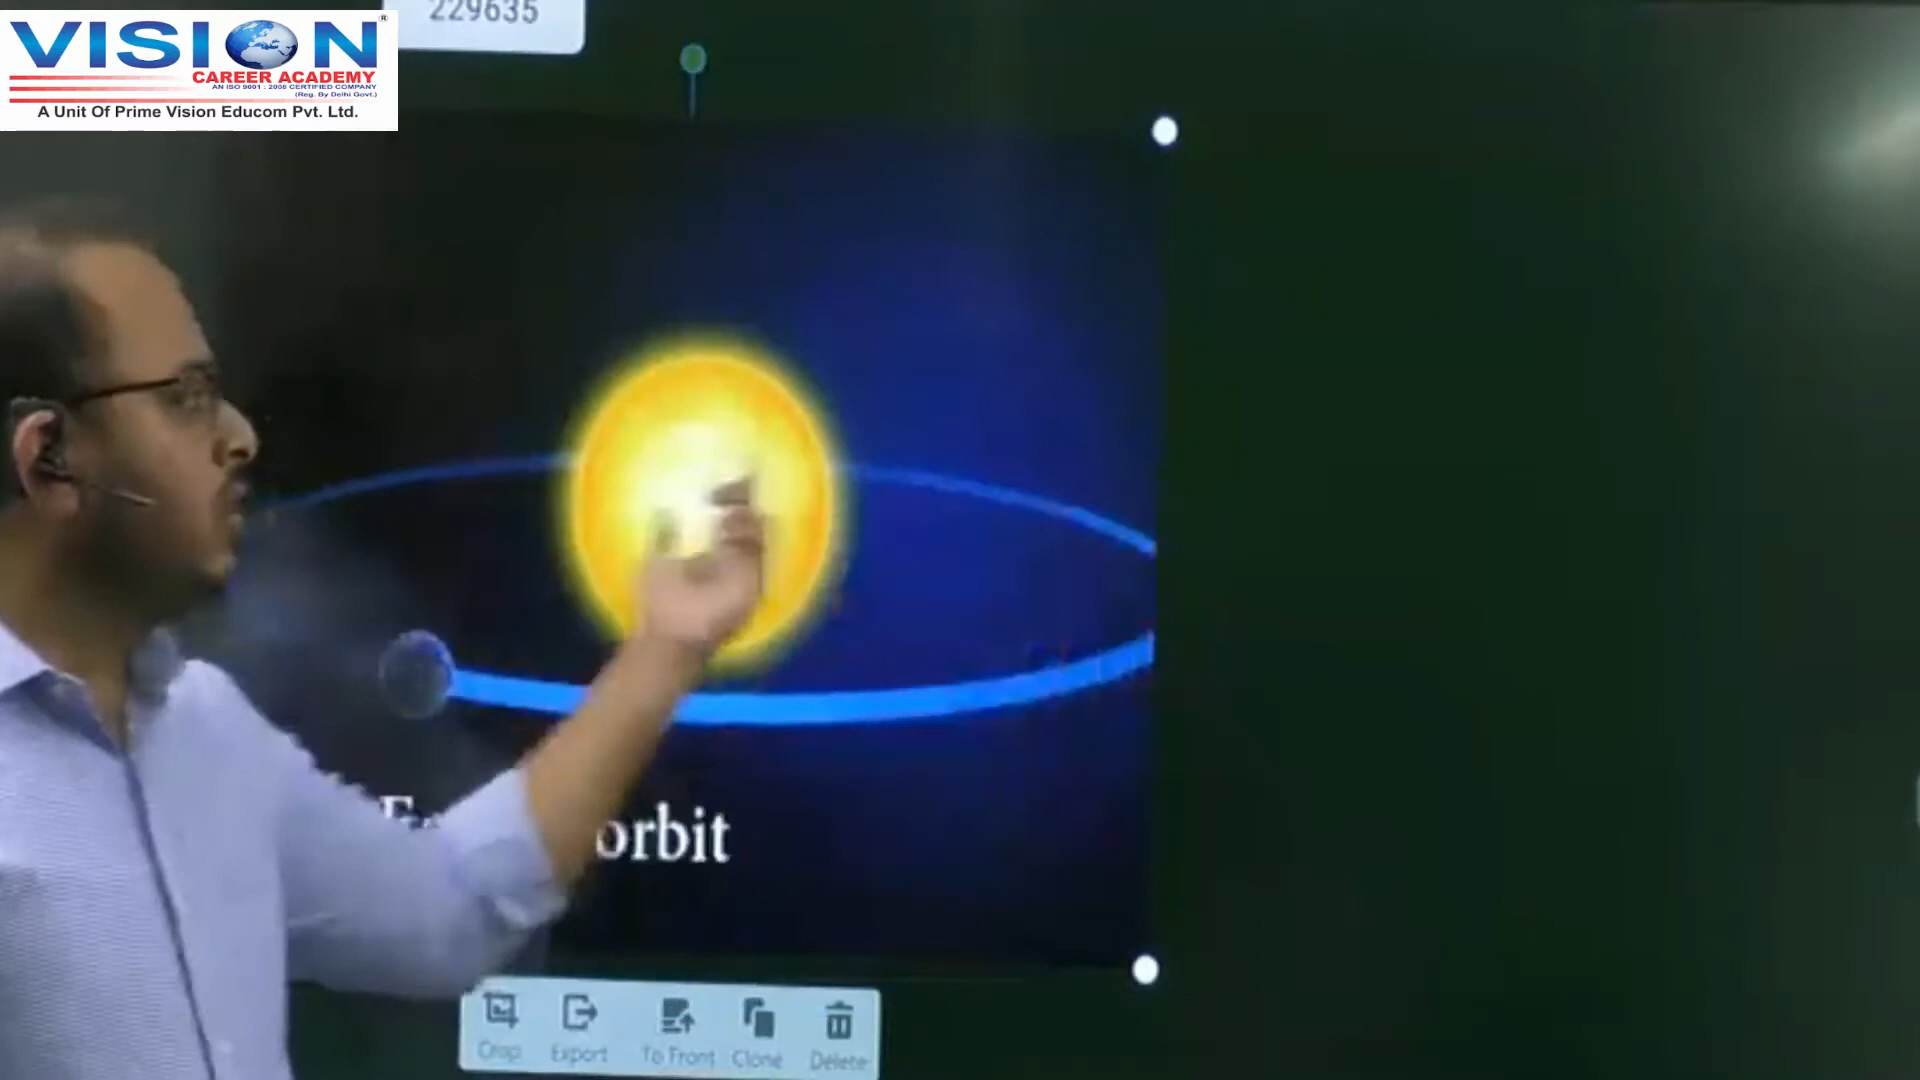 229635
VISION®
CAREER ACADEMY
AN ISO 9001 : 2008 CERTIFIED COMPANY
(Reg. By Delhi Govt.)
A Unit Of Prime Vision Educom Pvt. Ltd.
orbit
Crop Export To Front Clone Delete